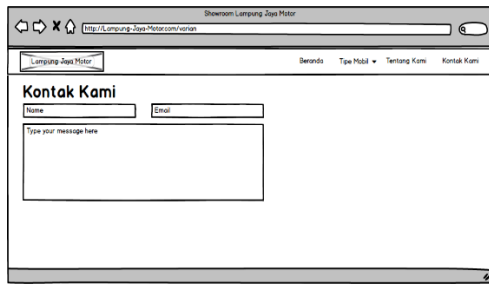 Showroom Lampung Jaya Motor
http://Lampung-Jaya-Motor.com/varian
Lampung Jaya Motor
Beranda Tipe Mobil Tentang Kami Kontak Kami
Kontak Kami
Name Email
Type your message here